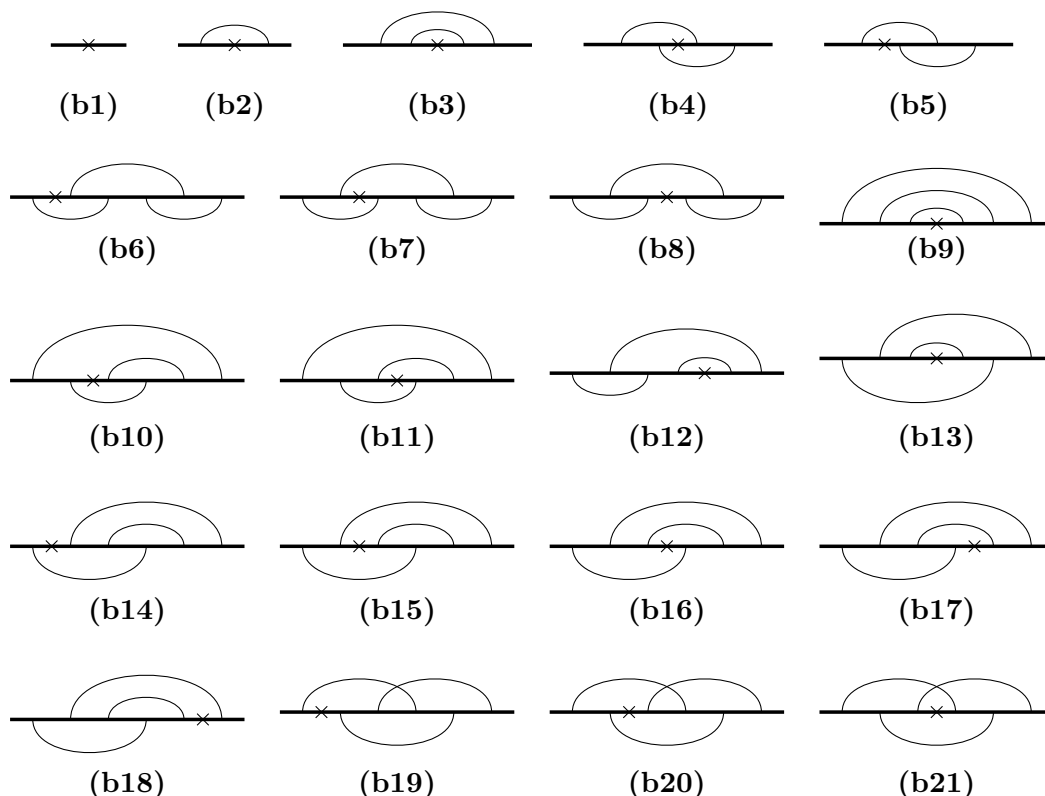 (b1) (b2) (b3) (b4) (b5)
(b6) (b7) (b8) (b9)
(b10) (b11) (b12) (b13)
(b14) (b15) (b16) (b17)
(b18) (b19) (b20) (b21)